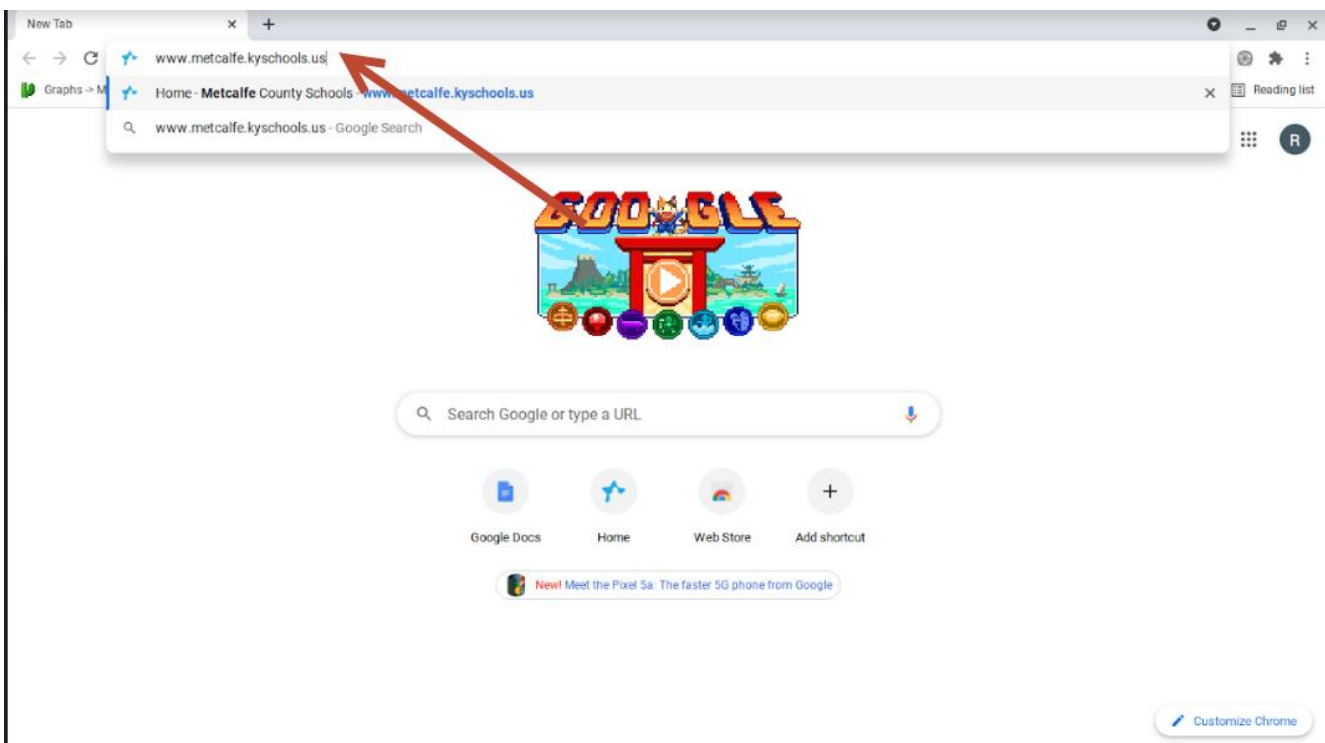 New Tab
www.metcalfe.kyschools.us
Graphs -> M
Home - Metcalfe County Schools - www.metcalfe.kyschools.us
Reading list
www.metcalfe.kyschools.us - Google Search
R
GOOGLE
Search Google or type a URL
Google Docs
Home
Web Store
Add shortcut
New! Meet the Pixel 5a: The faster 5G phone from Google
Customize Chrome